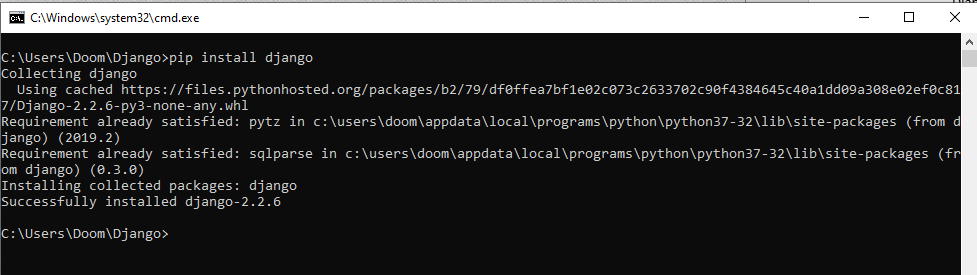 C:\Windows\system32\cmd.exe
C:\Users\Doom\Django>pip install django
Collecting django
  Using cached https://files.pythonhosted.org/packages/b2/79/df0ffea7bf1e02c073c2633702c90f4384645c40a1dd09a308e02ef0c81
7/Django-2.2.6-py3-none-any.whl
Requirement already satisfied: pytz in c:\users\doom\appdata\local\programs\python\python37-32\lib\site-packages (from d
jango) (2019.2)
Requirement already satisfied: sqlparse in c:\users\doom\appdata\local\programs\python\python37-32\lib\site-packages (fr
om django) (0.3.0)
Installing collected packages: django
Successfully installed django-2.2.6
C:\Users\Doom\Django>